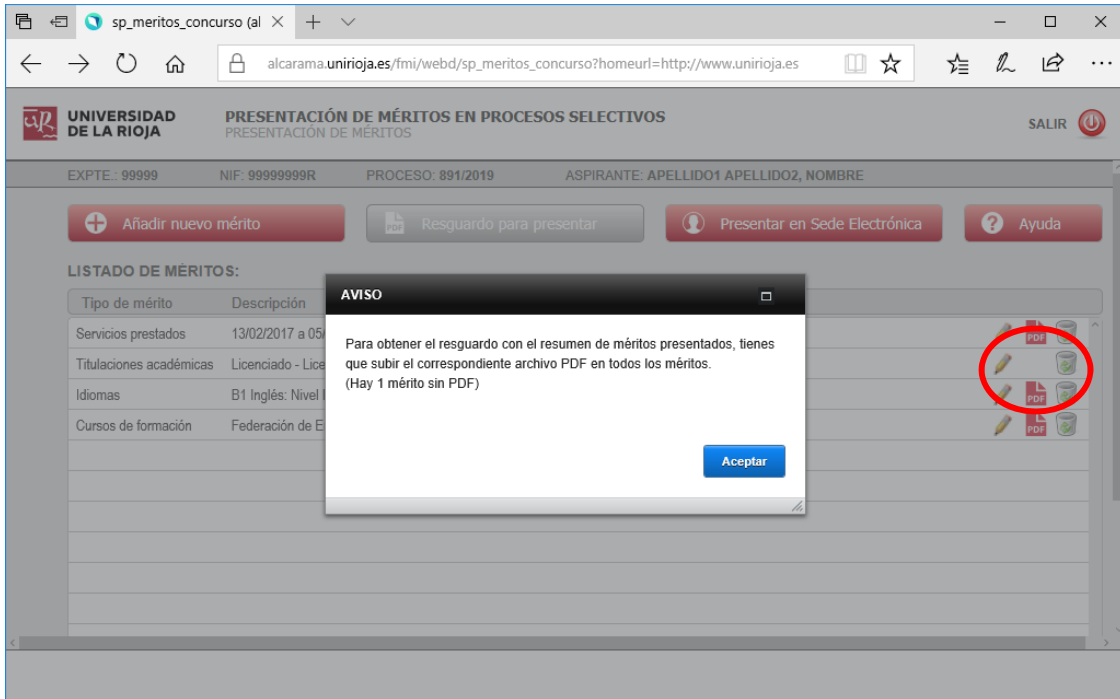 sp_meritos_concurso (al
alcarama.unirioja.es/fmi/webd/sp_meritos_concurso?homeurl=http://www.unirioja.es
UNIVERSIDAD
DE LA RIOJA
PRESENTACIÓN DE MÉRITOS EN PROCESOS SELECTIVOS
PRESENTACIÓN DE MÉRITOS
SALIR
EXPTE.: 99999 NIF: 99999999R PROCESO: 891/2019 ASPIRANTE: APELLIDO1 APELLIDO2, NOMBRE
Añadir nuevo mérito
PDF Resguardo para presentar
Presentar en Sede Electrónica
? Ayuda
LISTADO DE MÉRITOS:
Tipo de mérito Descripción
Servicios prestados 13/02/2017 a 05/ PDF
Titulaciones académicas Licenciado - Lice
Idiomas B1 Inglés: Nivel PDF
Cursos de formación Federación de E PDF
AVISO
Para obtener el resguardo con el resumen de méritos presentados, tienes
que subir el correspondiente archivo PDF en todos los méritos.
(Hay 1 mérito sin PDF)
Aceptar